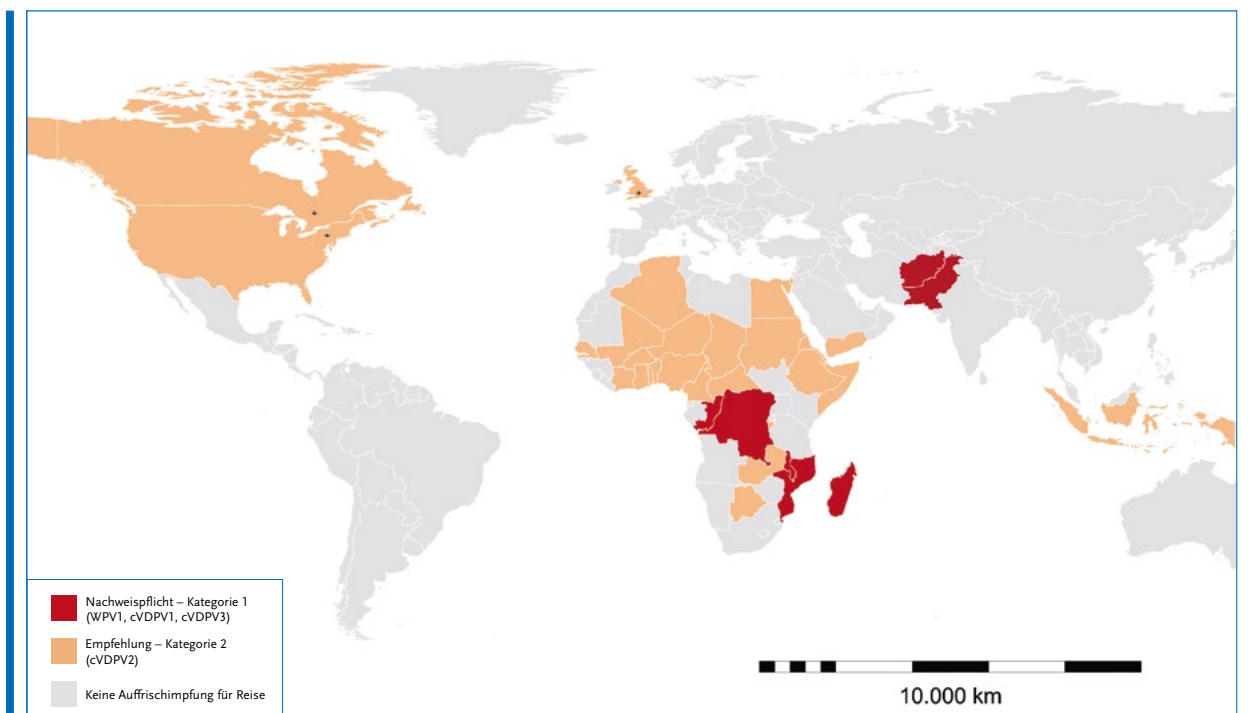 Nachweispflicht – Kategorie 1
(WPV1, cVDPV1, cVDPV3)
Empfehlung – Kategorie 2
(cVDPV2)
Keine Auffrischimpfung für Reise
10.000 km